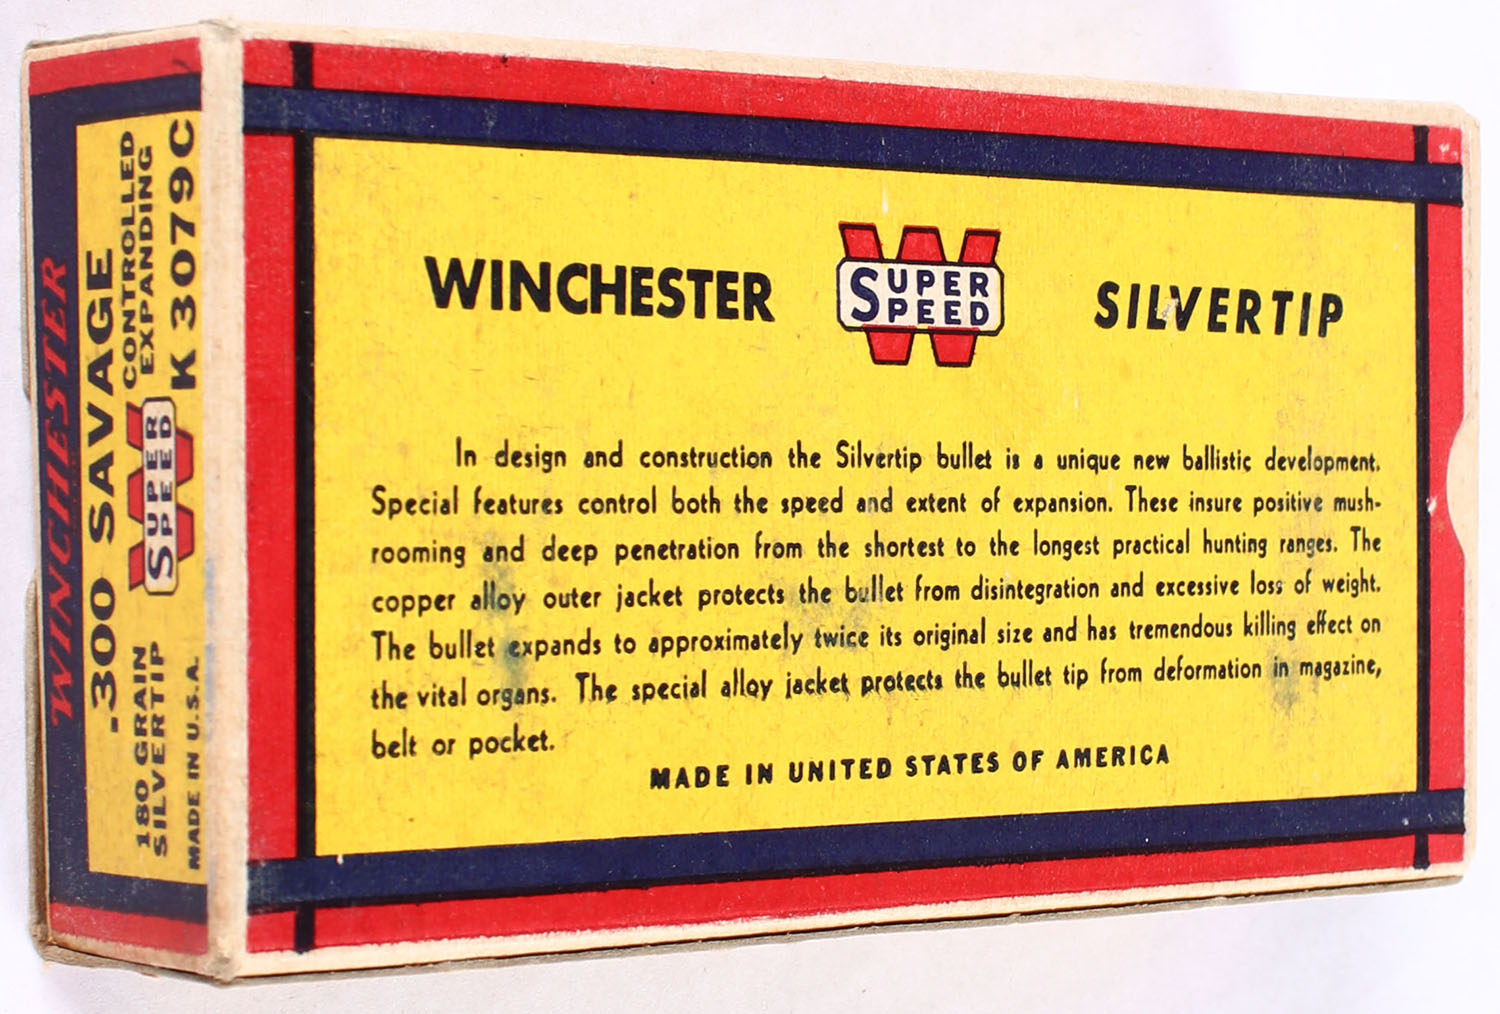 WINCHESTER
.300 SAVAGE
180 GRAIN
SILVERTIP
SUPER
SPEED
CONTROLLED
EXPANDING
MADE IN U.S.A.
K 3079C
WINCHESTER
SUPER
SPEED
SILVERTIP
In design and construction the Silvertip bullet is a unique new ballistic development.
Special features control both the speed and extent of expansion. These insure positive mush-
rooming and deep penetration from the shortest to the longest practical hunting ranges. The
copper alloy outer jacket protects the bullet from disintegration and excessive loss of weight.
The bullet expands to approximately twice its original size and has tremendous killing effect on
the vital organs. The special alloy jacket protects the bullet tip from deformation in magazine,
belt or pocket.
MADE IN UNITED STATES OF AMERICA